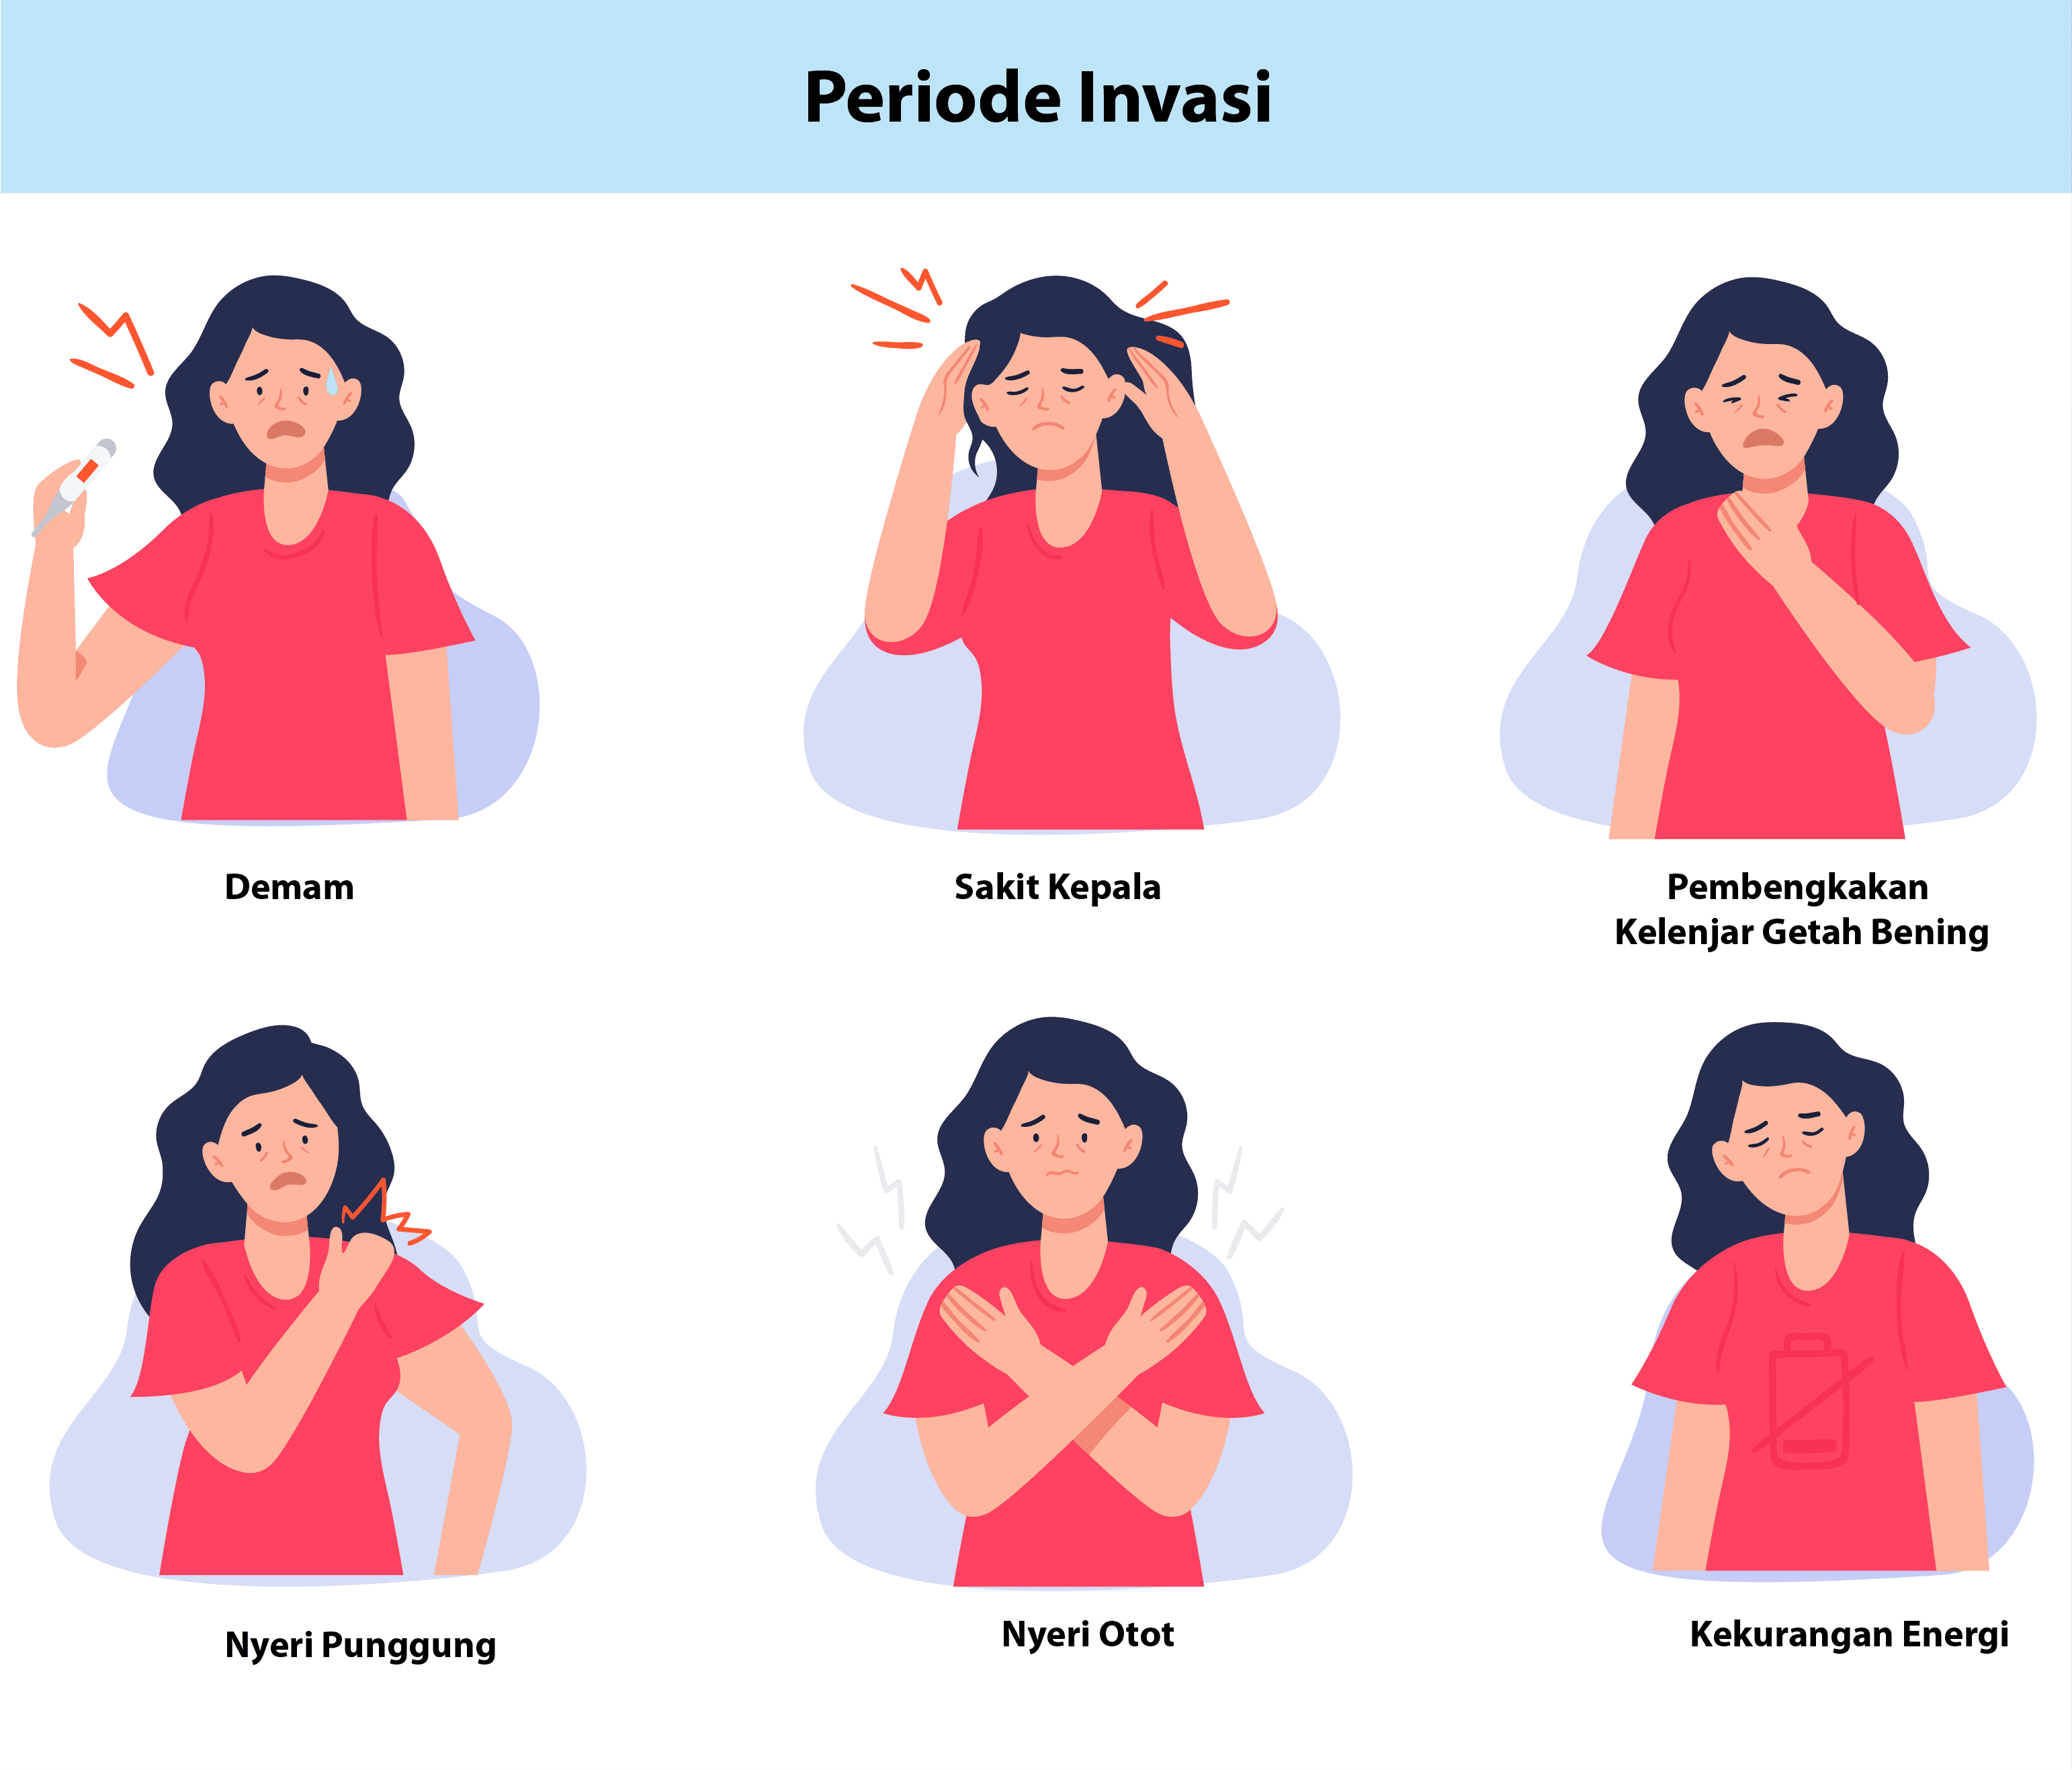 Periode Invasi
Demam
Sakit Kepala
Pembengkakan
Kelenjar Getah Bening
Nyeri Punggung
Nyeri Otot
Kekurangan Energi